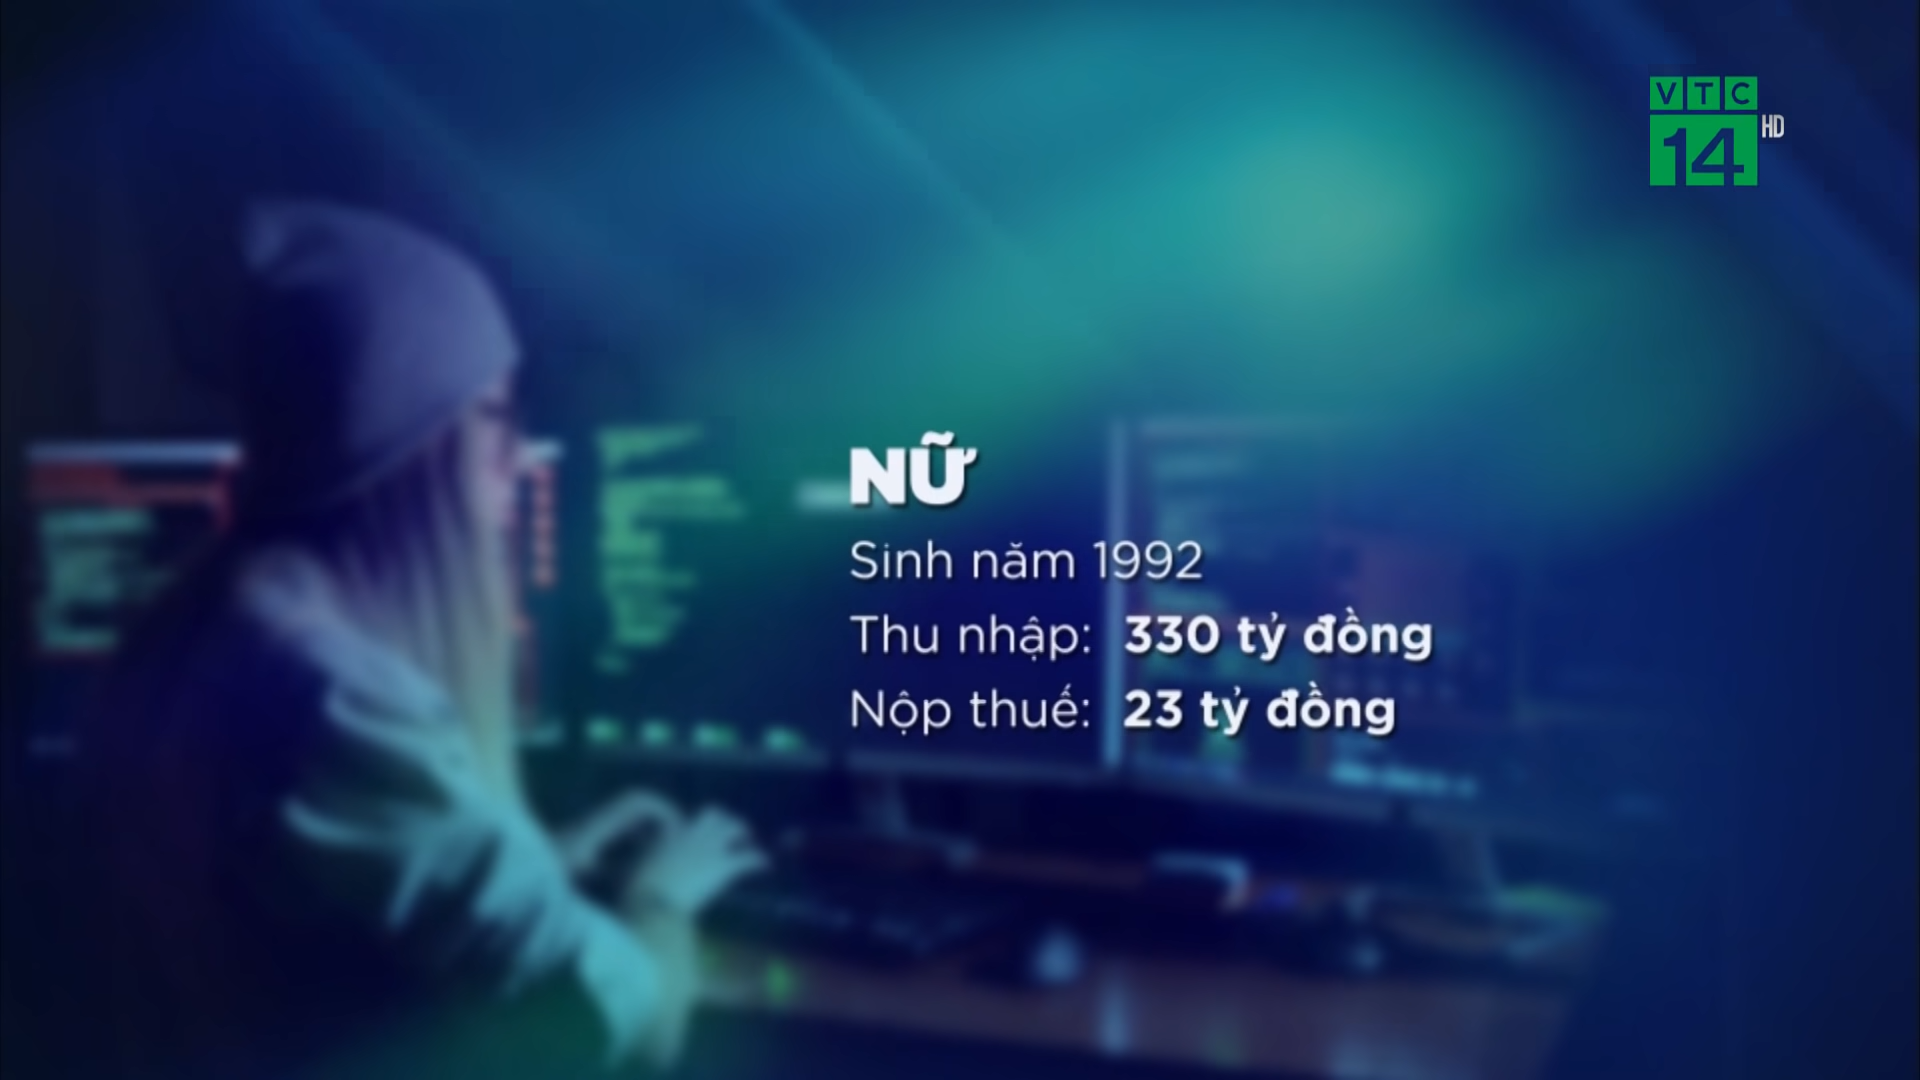 VTC
14 HD
NỮ
Sinh năm 1992
Thu nhập: 330 tỷ đồng
Nộp thuế: 23 tỷ đồng